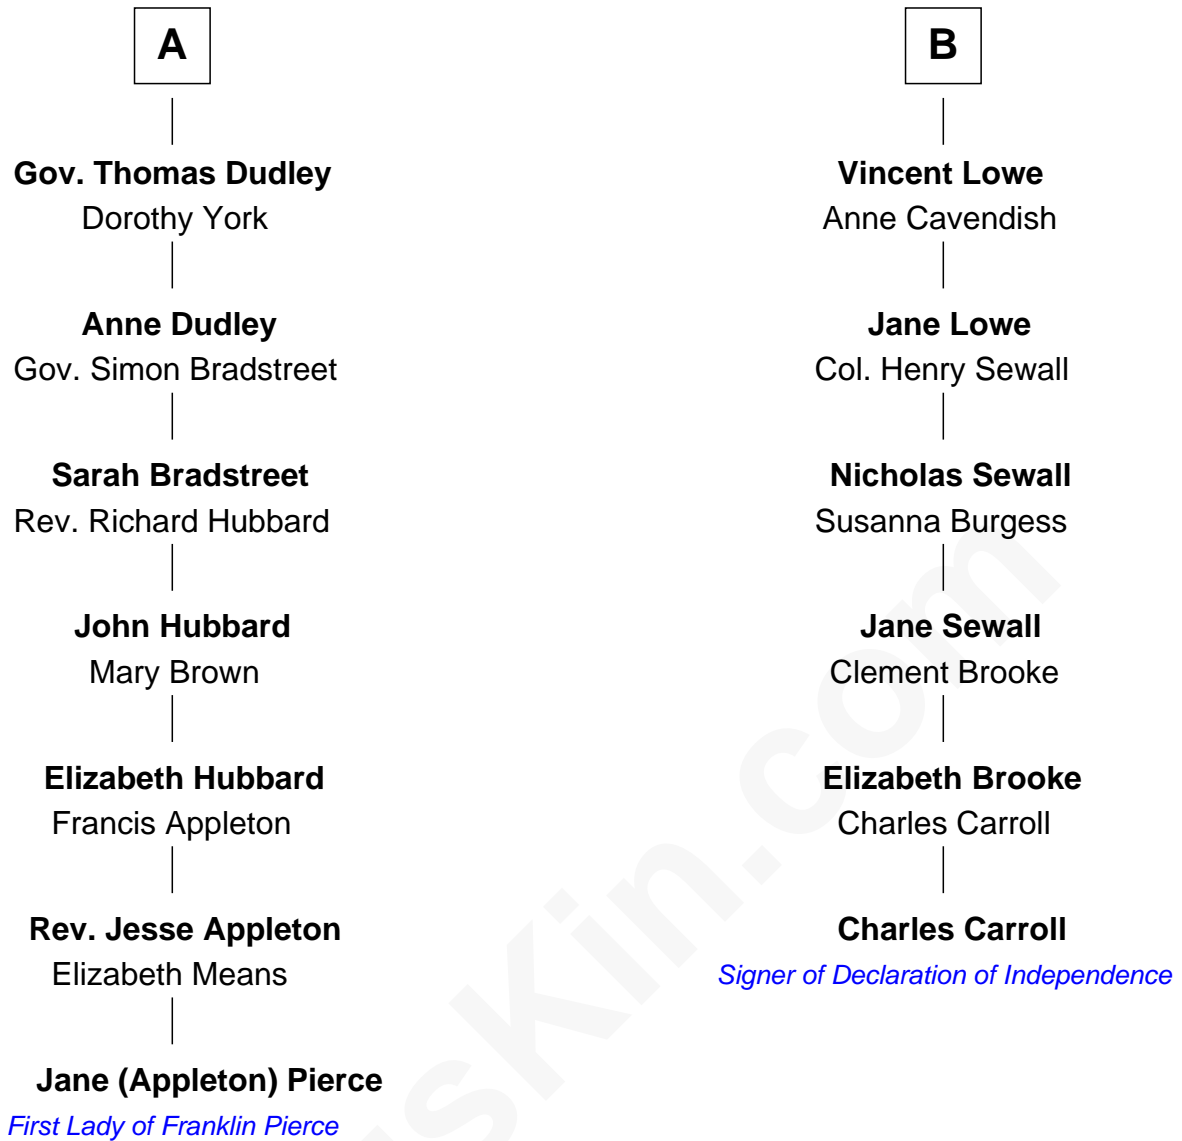 A
Gov. Thomas Dudley
Dorothy York
Anne Dudley
Gov. Simon Bradstreet
Sarah Bradstreet
Rev. Richard Hubbard
John Hubbard
Mary Brown
Elizabeth Hubbard
Francis Appleton
Rev. Jesse Appleton
Elizabeth Means
Jane (Appleton) Pierce
First Lady of Franklin Pierce
B
Vincent Lowe
Anne Cavendish
Jane Lowe
Col. Henry Sewall
Nicholas Sewall
Susanna Burgess
Jane Sewall
Clement Brooke
Elizabeth Brooke
Charles Carroll
Charles Carroll
Signer of Declaration of Independence